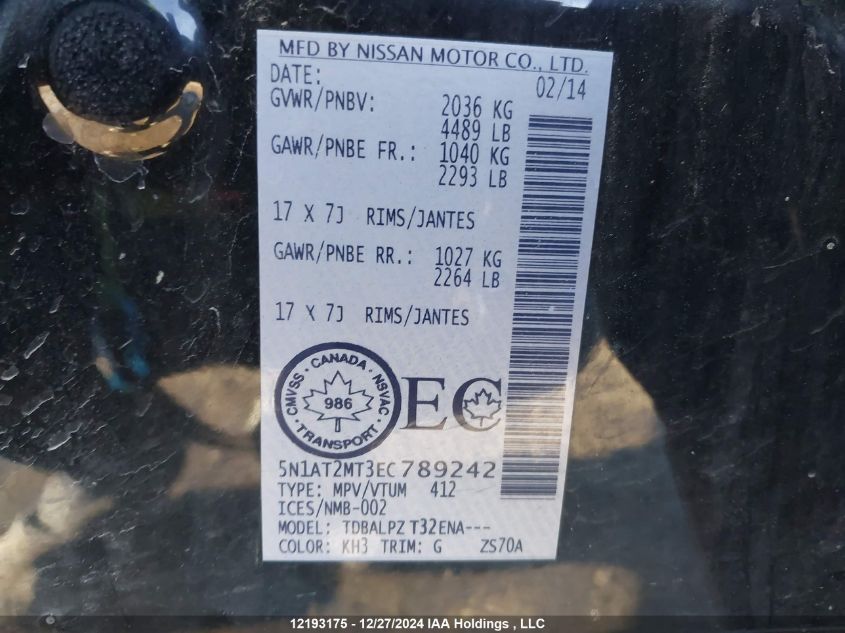 MFD BY NISSAN MOTOR CO., LTD.
DATE: 02/14
GVWR/PNBV: 2036 KG
4489 LB
GAWR/PNBE FR.: 1040 KG
2293 LB
17 X 7J RIMS/JANTES
GAWR/PNBE RR.: 1027 KG
2264 LB
17 X 7J RIMS/JANTES
CMVSS · CANADA · NSVAC · TRANSPORT ·
986
EC
5N1AT2MT3EC789242
TYPE: MPV/VTUM 412
ICES/NMB-002
MODEL: TDBALPZ T32ENA---
COLOR: KH3 TRIM: G ZS70A
12193175 - 12/27/2024 IAA Holdings , LLC